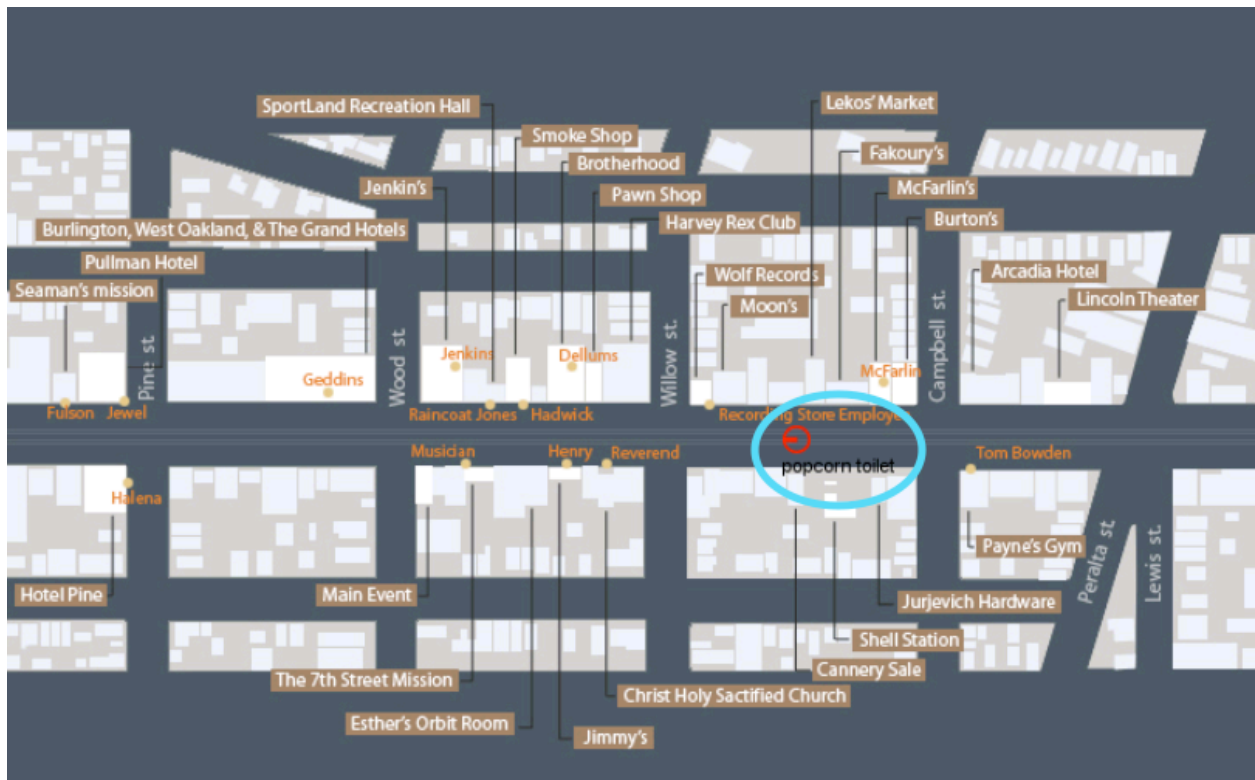 SportLand Recreation Hall
Lekos' Market
Smoke Shop
Fakoury's
Brotherhood
Jenkin's
McFarlin's
Pawn Shop
Harvey Rex Club
Burton's
Burlington, West Oakland, & The Grand Hotels
Pullman Hotel
Wolf Records
Arcadia Hotel
Seaman's mission
Moon's
Lincoln Theater
Pine st.
Wood st.
Willow st.
Campbell st.
Jenkins
Dellums
McFarlin
Geddins
Fulson
Jewel
Raincoat Jones
Hadwick
Recording Store Employe
Musician
Henry
Reverend
popcorn toilet
Tom Bowden
Halena
Payne's Gym
Peralta st.
Lewis st.
Hotel Pine
Main Event
Jurjevich Hardware
Shell Station
Cannery Sale
The 7th Street Mission
Christ Holy Sactified Church
Esther's Orbit Room
Jimmy's